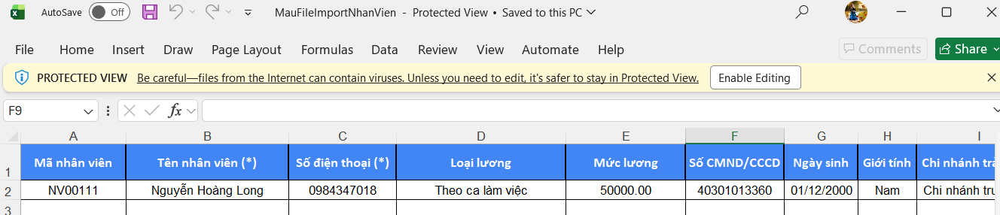 AutoSave Off MauFileImportNhanVien - Protected View • Saved to this PC
File Home Insert Draw Page Layout Formulas Data Review View Automate Help Comments Share
PROTECTED VIEW Be careful—files from the Internet can contain viruses. Unless you need to edit, it's safer to stay in Protected View. Enable Editing
F9 fx
A B C D E F G H I
1 Mã nhân viên Tên nhân viên (*) Số điện thoại (*) Loại lương Mức lương Số CMND/CCCD Ngày sinh Giới tính Chi nhánh
2 NV00111 Nguyễn Hoàng Long 0984347018 Theo ca làm việc 50000.00 40301013360 01/12/2000 Nam Chi nhánh
3